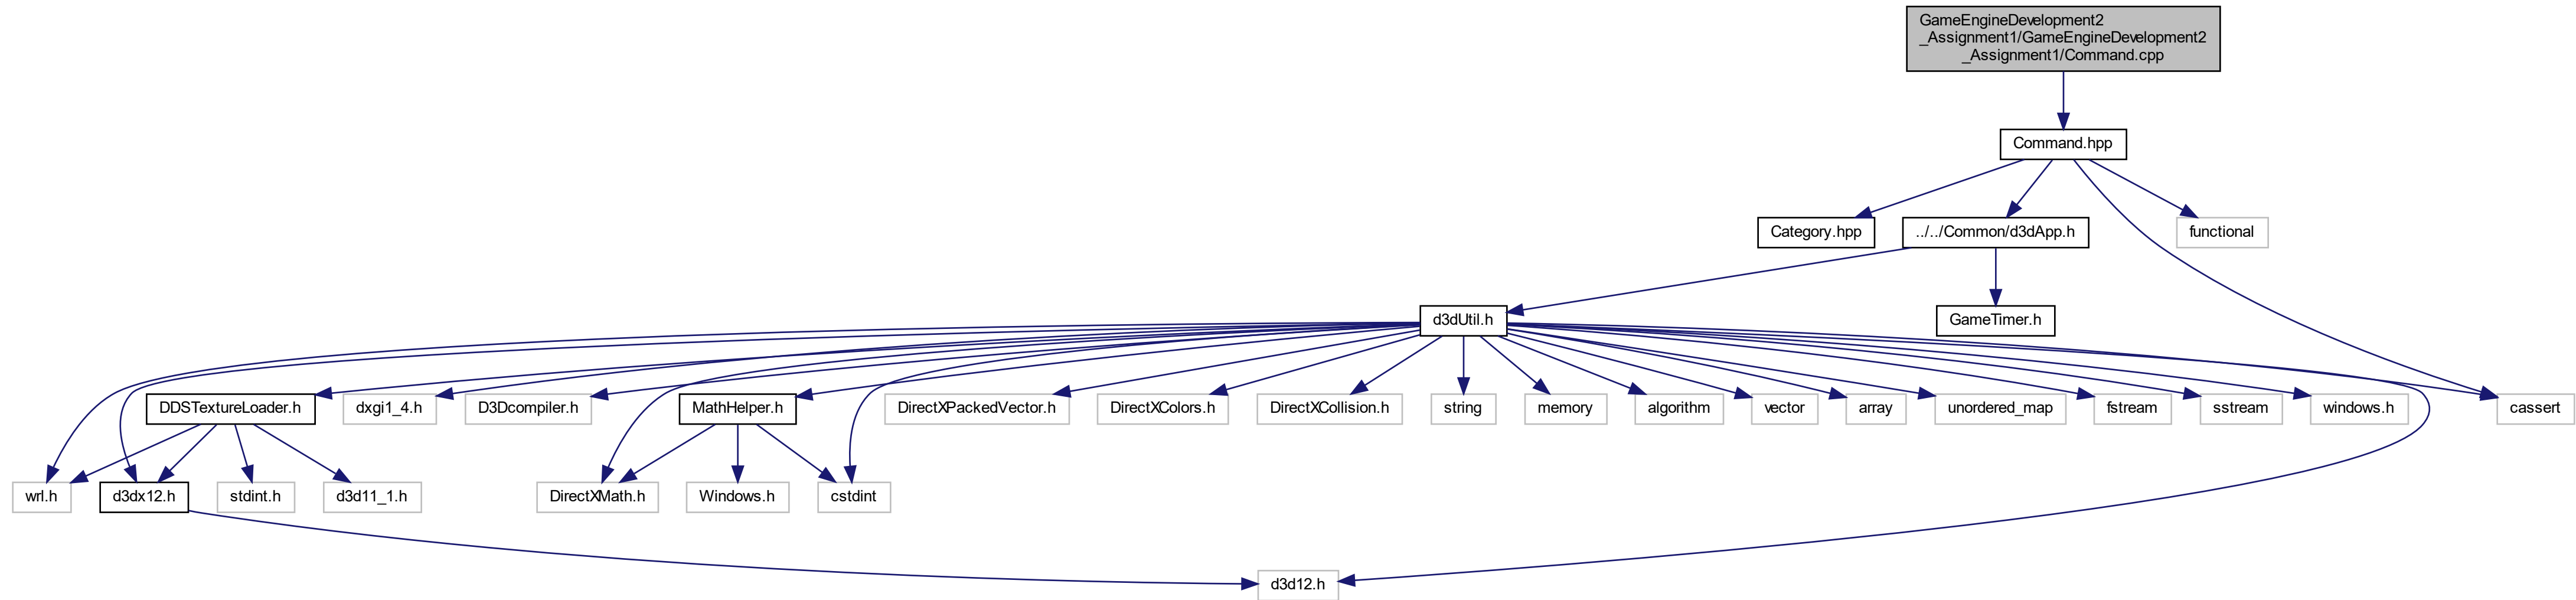 GameEngineDevelopment2
_Assignment1/GameEngineDevelopment2
_Assignment1/Command.cpp
Command.hpp
Category.hpp
../../Common/d3dApp.h
functional
d3dUtil.h
GameTimer.h
DDSTextureLoader.h
dxgi1_4.h
D3Dcompiler.h
MathHelper.h
DirectXPackedVector.h
DirectXColors.h
DirectXCollision.h
string
memory
algorithm
vector
array
unordered_map
fstream
sstream
windows.h
cassert
wrl.h
d3dx12.h
stdint.h
d3d11_1.h
DirectXMath.h
Windows.h
cstdint
d3d12.h